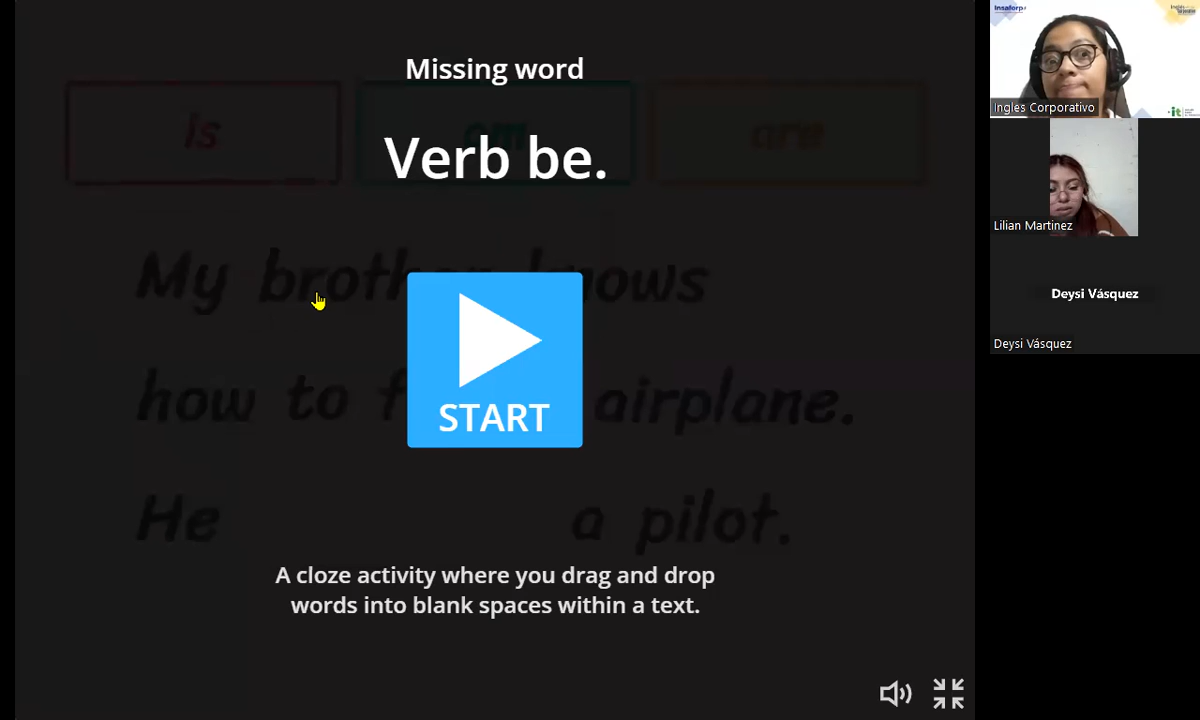 Missing word
is
am
are
Verb be.
My brother knows
how to f airplane.
START
He a pilot.
A cloze activity where you drag and drop
words into blank spaces within a text.
Insaforp
Ingles Corporativo
Lilian Martinez
Deysi Vásquez
Deysi Vásquez